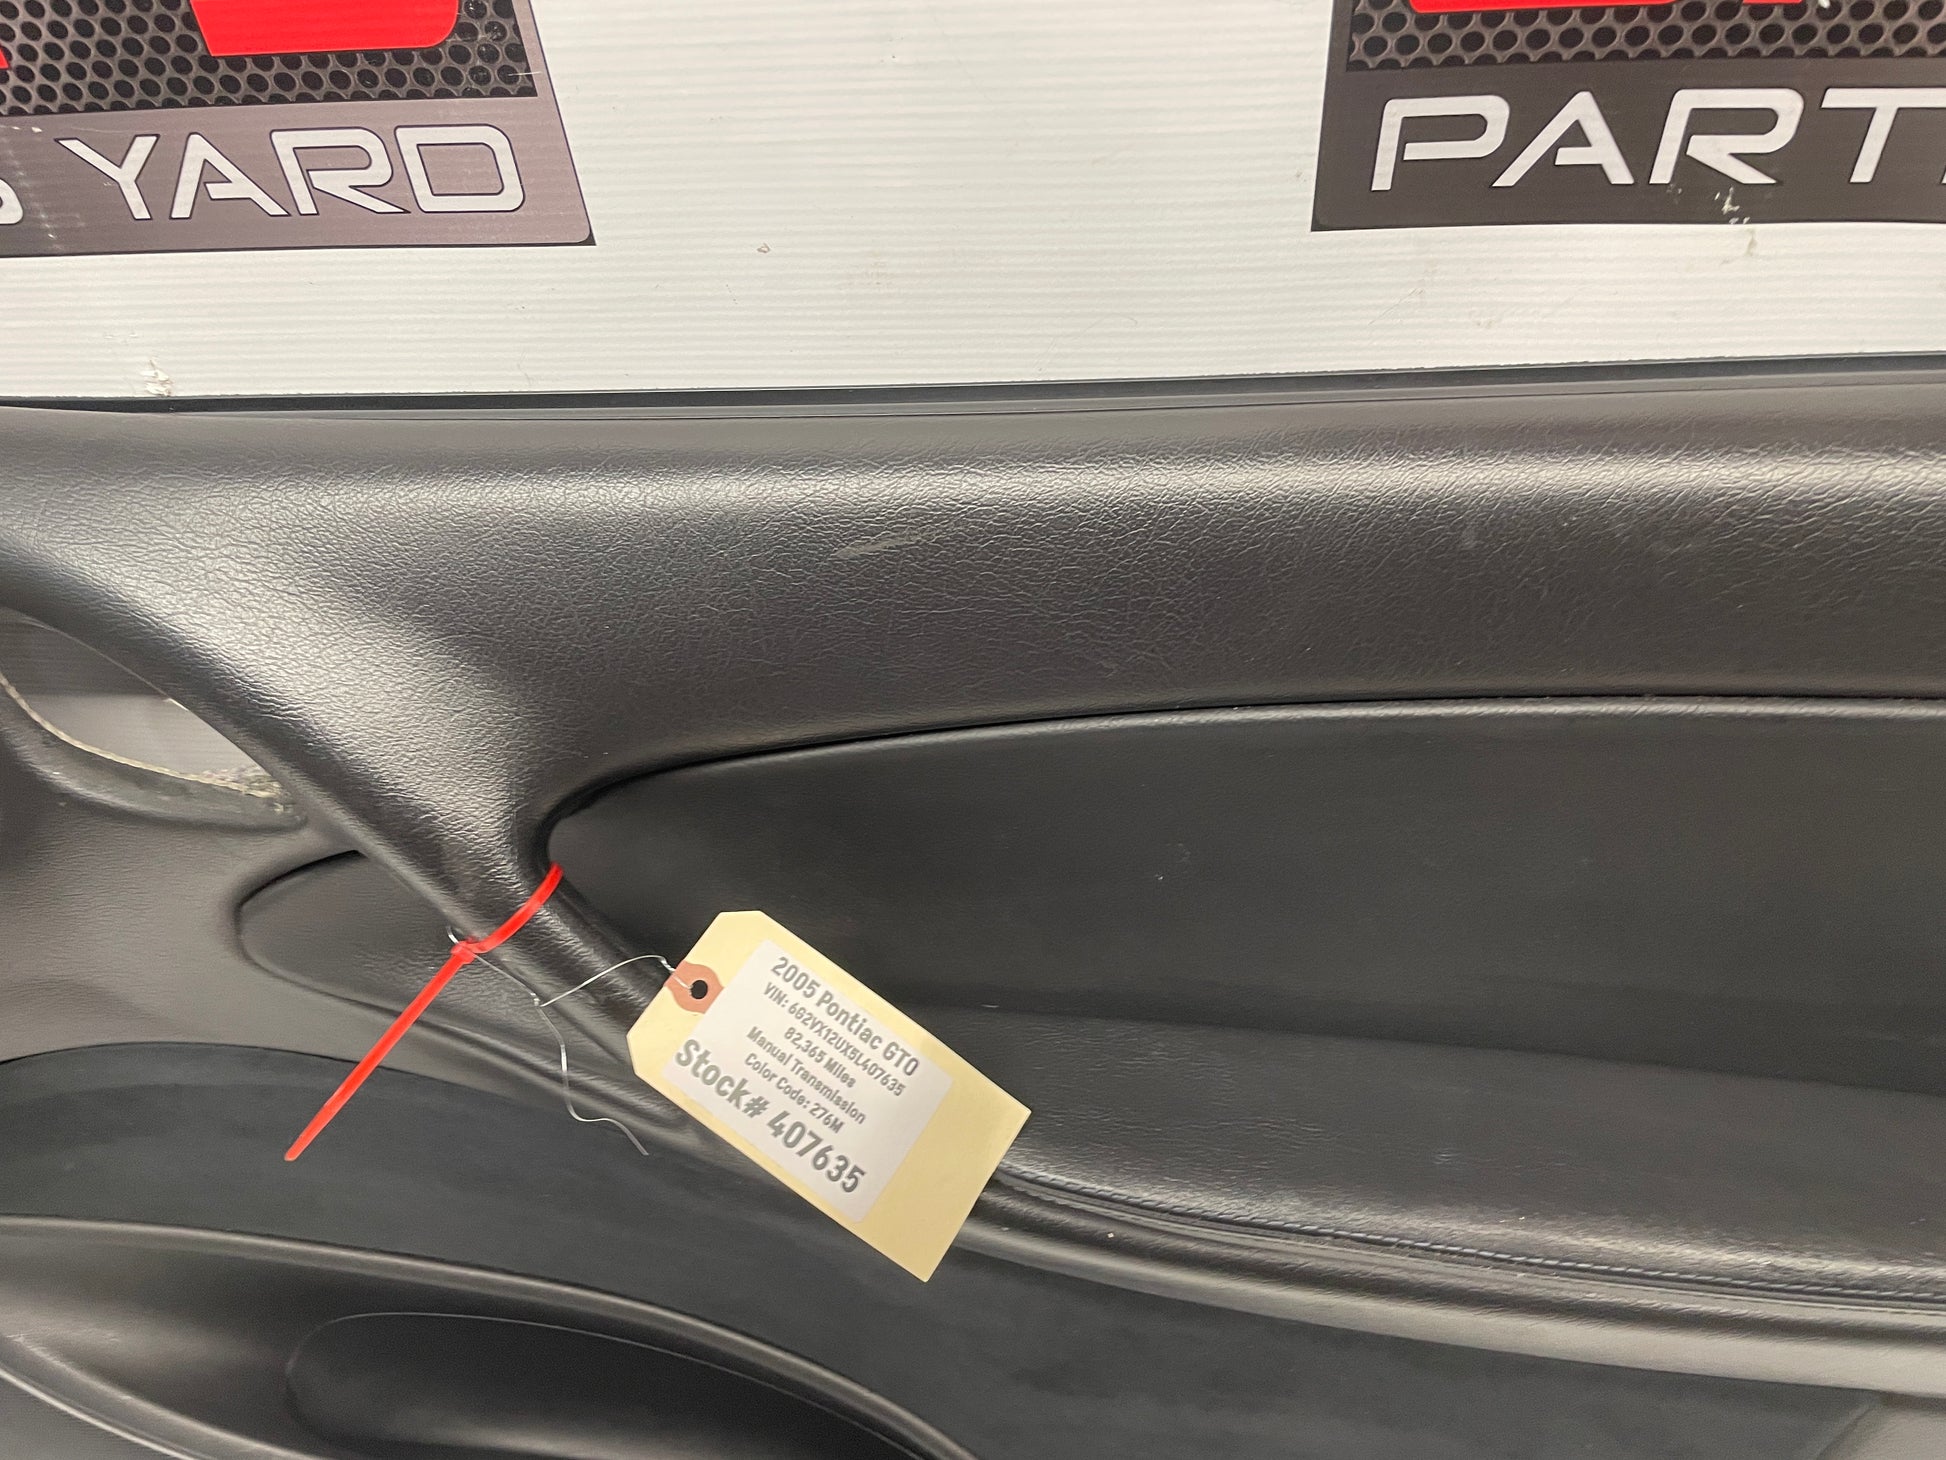 YARD
PART
2005 Pontiac GTO
VIN: 6G2VX12UX5L407635
82,365 Miles
Manual Transmission
Color Code: 276M
Stock# 407635